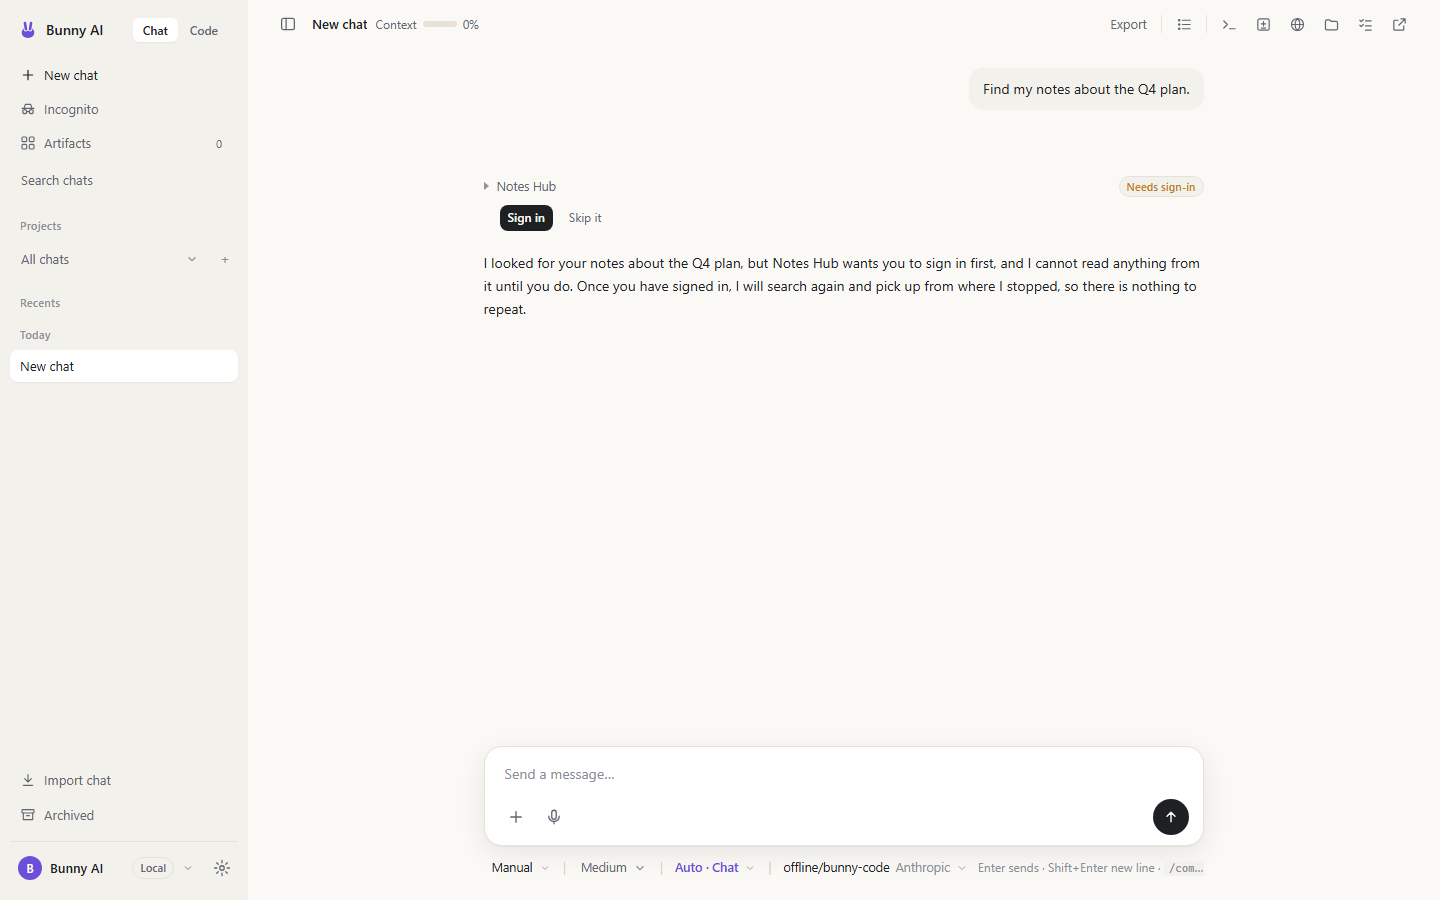 Bunny AI
Chat
Code
New chat
Incognito
Artifacts
0
Search chats
Projects
All chats
+
Recents
Today
New chat
Import chat
Archived
B
Bunny AI
Local
New chat
Context
0%
Export
Find my notes about the Q4 plan.
Notes Hub
Needs sign-in
Sign in
Skip it
I looked for your notes about the Q4 plan, but Notes Hub wants you to sign in first, and I cannot read anything from
it until you do. Once you have signed in, I will search again and pick up from where I stopped, so there is nothing to
repeat.
Send a message...
Manual
Medium
Auto · Chat
offline/bunny-code Anthropic
Enter sends · Shift+Enter new line · /com...